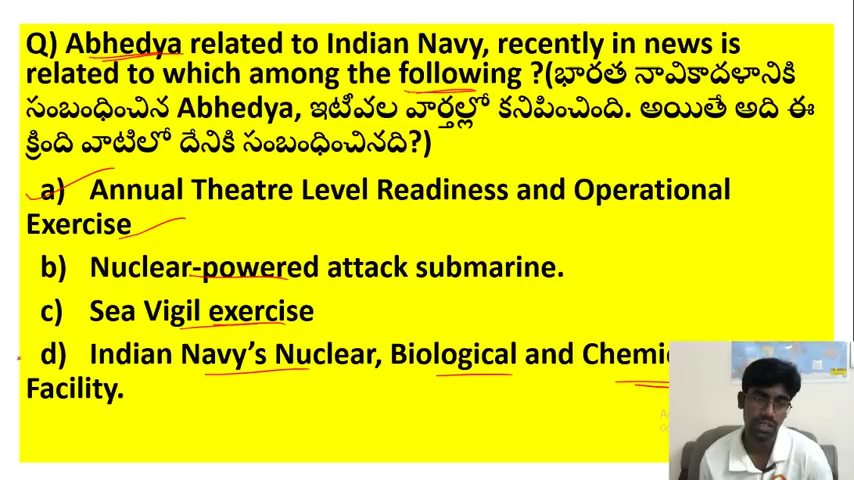 Q) Abhedya related to Indian Navy, recently in news is
related to which among the following ?(భారత నావికాదళానికి
సంబంధించిన Abhedya, ఇటీవల వార్తల్లో కనిపించింది. అయితే అది ఈ
క్రింది వాటిలో దేనికి సంబంధించినది?)
a) Annual Theatre Level Readiness and Operational
Exercise
b) Nuclear-powered attack submarine.
c) Sea Vigil exercise
d) Indian Navy's Nuclear, Biological and
Facility.